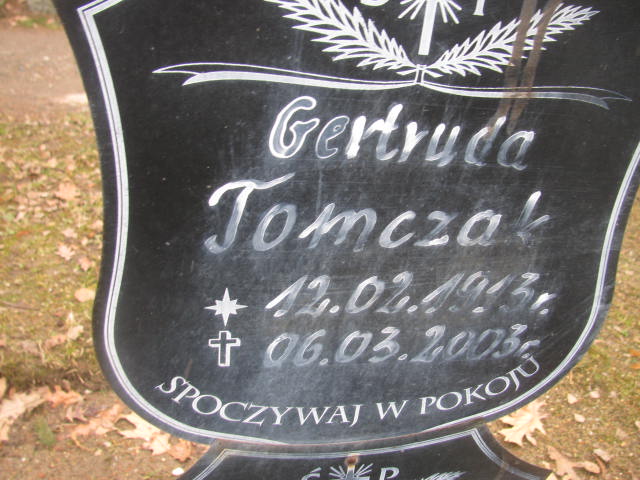 Ś P
Gertruda
Tomczak
12.02.1913r.
06.03.2003r.
SPOCZYWAJ W POKOJU
Ś P